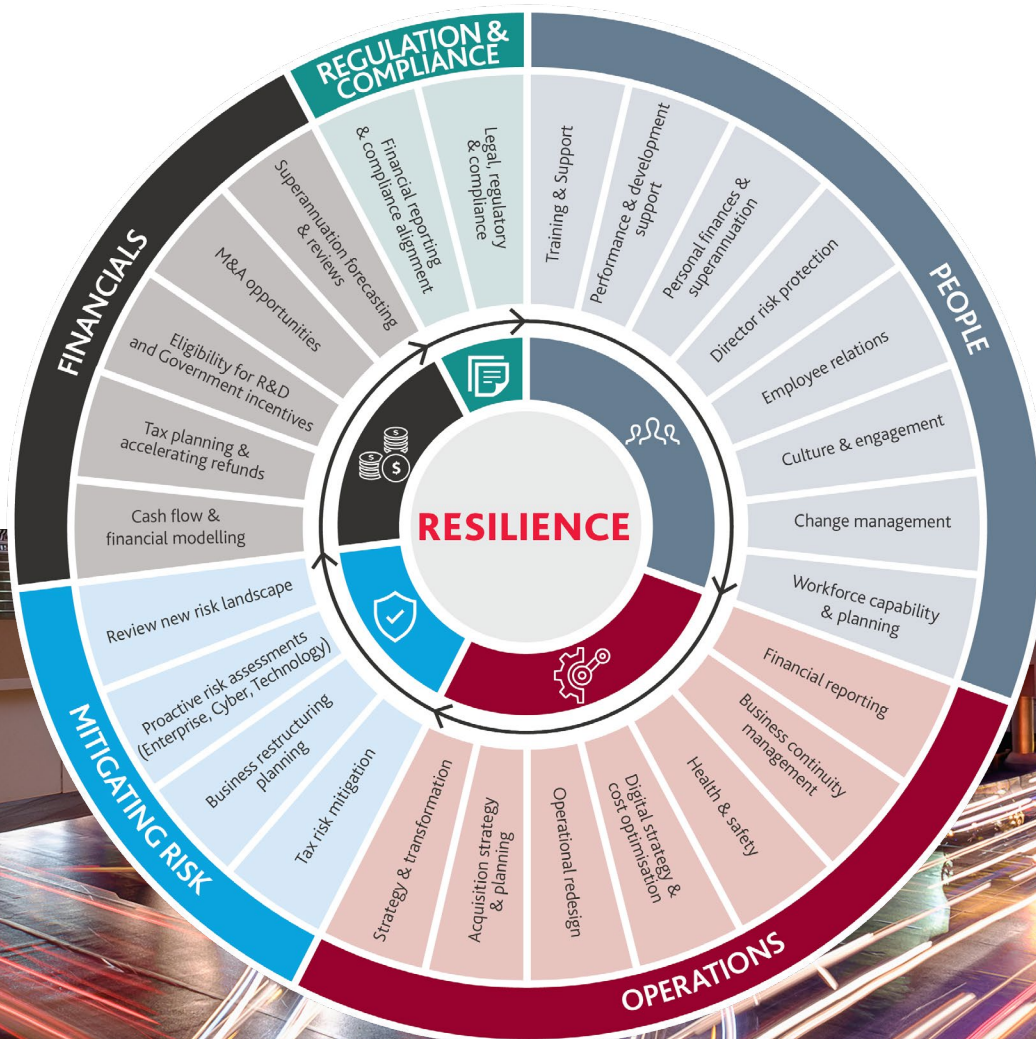 REGULATION &
COMPLIANCE
Financial reporting
& compliance alignment
Legal, regulatory
& compliance
PEOPLE
Training & Support
Performance & development
support
Personal finances &
superannuation
Director risk protection
Employee relations
Culture & engagement
Change management
Workforce capability
& planning
OPERATIONS
Financial reporting
Business continuity
management
Health & safety
Digital strategy &
cost optimisation
Operational redesign
Acquisition strategy
& planning
Strategy & transformation
MITIGATING RISK
Tax risk mitigation
Business restructuring
planning
Proactive risk assessments
(Enterprise, Cyber, Technology)
Review new risk landscape
FINANCIALS
Cash flow &
financial modelling
Tax planning &
accelerating refunds
Eligibility for R&D
and Government incentives
M&A opportunities
Superannuation forecasting
& reviews
$
$
$
RESILIENCE